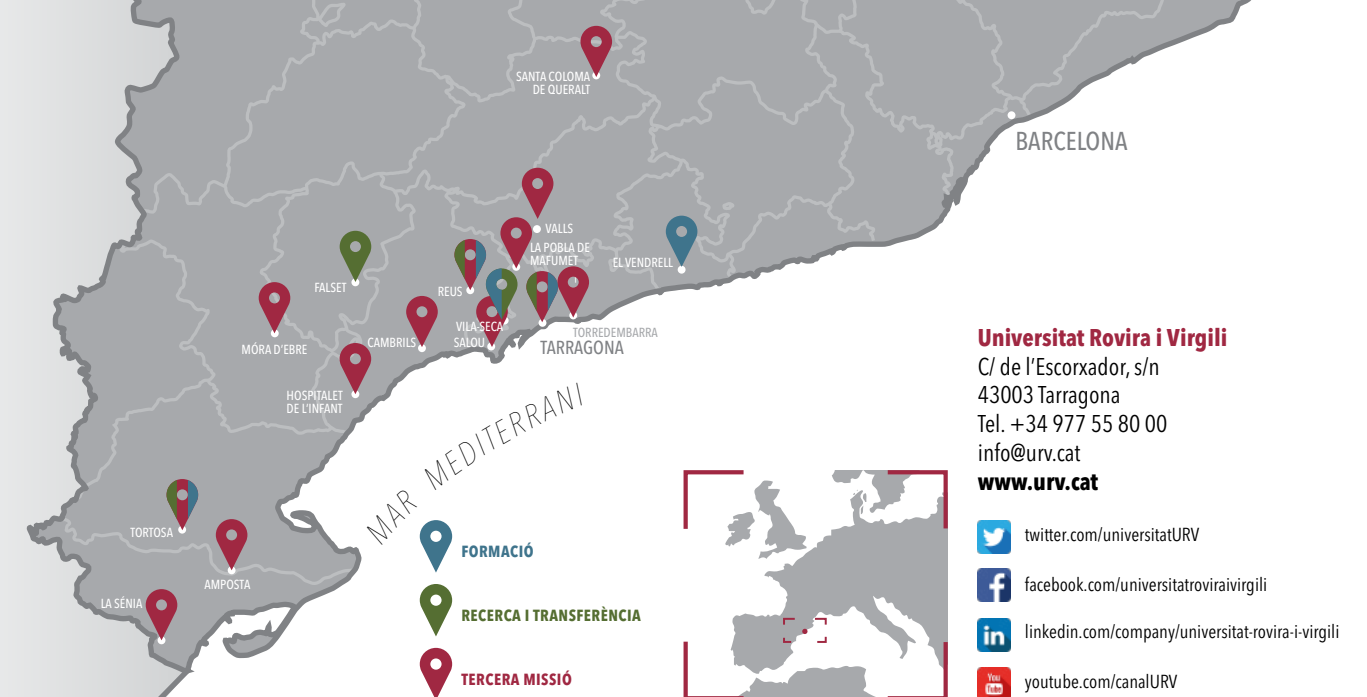 SANTA COLOMA
DE QUERALT
BARCELONA
VALLS
LA POBLA DE
MAFUMET
EL VENDRELL
FALSET
REUS
VILA-SECA
TORREDEMBARRA
MÓRA D'EBRE
CAMBRILS
SALOU
TARRAGONA
HOSPITALET
DE L'INFANT
MAR MEDITERRANI
TORTOSA
AMPOSTA
LA SÉNIA
FORMACIÓ
RECERCA I TRANSFERÈNCIA
TERCERA MISSIÓ
Universitat Rovira i Virgili
C/ de l'Escorxador, s/n
43003 Tarragona
Tel. +34 977 55 80 00
info@urv.cat
www.urv.cat
twitter.com/universitatURV
facebook.com/universitatroviraivirgili
in
linkedin.com/company/universitat-rovira-i-virgili
You
Tube
youtube.com/canalURV